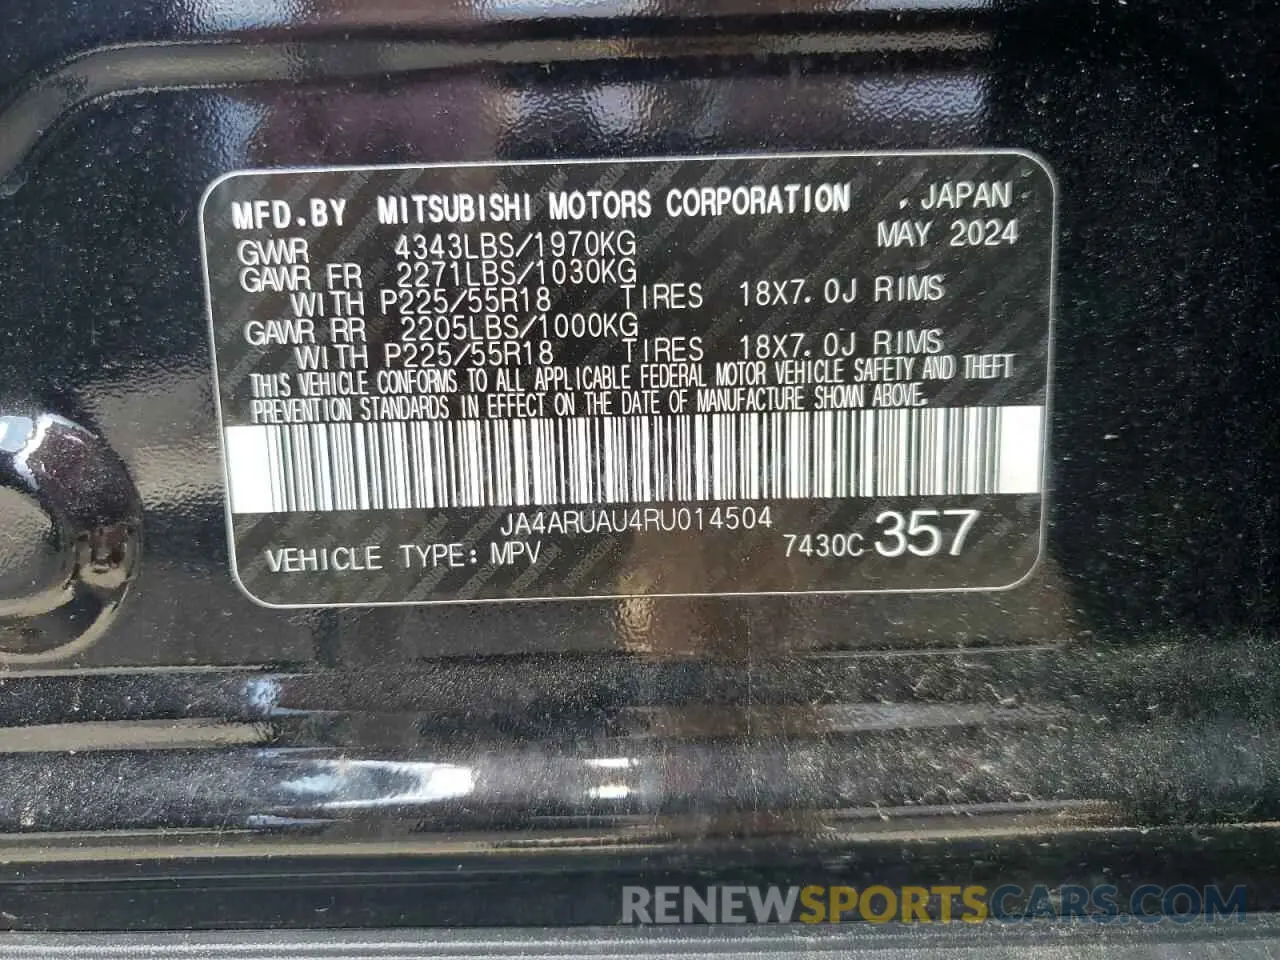 MFD.BY MITSUBISHI MOTORS CORPORATION . JAPAN
GWWR 4343LBS/1970KG MAY 2024
GAWR FR 2271LBS/1030KG
WITH P225/55R18 TIRES 18X7.0J RIMS
GAWR RR 2205LBS/1000KG
WITH P225/55R18 TIRES 18X7.0J RIMS
THIS VEHICLE CONFORMS TO ALL APPLICABLE FEDERAL MOTOR VEHICLE SAFETY AND THEFT
PREVENTION STANDARDS IN EFFECT ON THE DATE OF MANUFACTURE SHOWN ABOVE.
JA4ARUAU4RU014504
VEHICLE TYPE: MPV 7430C 357
RENEWSPORTSCARS.COM